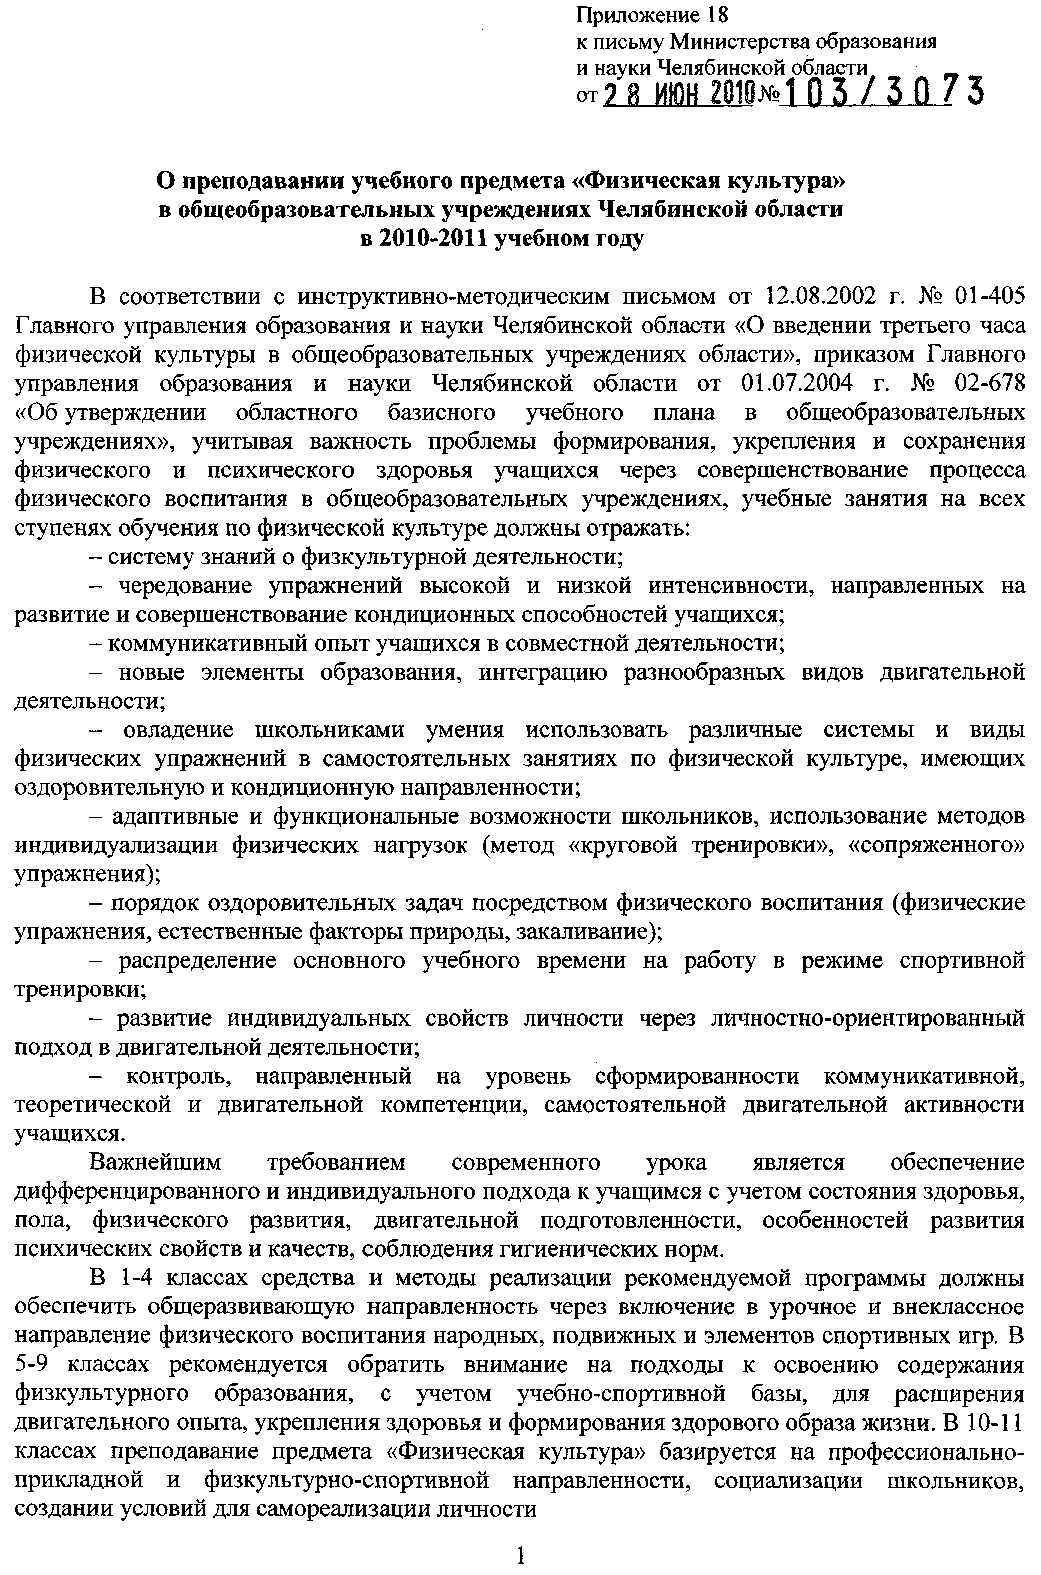 Приложение 18
к письму Министерства образования
и науки Челябинской области
от 28 ИЮН 2010 № 103/3073
О преподавании учебного предмета «Физическая культура»
в общеобразовательных учреждениях Челябинской области
в 2010-2011 учебном году
В соответствии с инструктивно-методическим письмом от 12.08.2002 г. № 01-405
Главного управления образования и науки Челябинской области «О введении третьего часа
физической культуры в общеобразовательных учреждениях области», приказом Главного
управления образования и науки Челябинской области от 01.07.2004 г. № 02-678
«Об утверждении областного базисного учебного плана в общеобразовательных
учреждениях», учитывая важность проблемы формирования, укрепления и сохранения
физического и психического здоровья учащихся через совершенствование процесса
физического воспитания в общеобразовательных учреждениях, учебные занятия на всех
ступенях обучения по физической культуре должны отражать:
– систему знаний о физкультурной деятельности;
– чередование упражнений высокой и низкой интенсивности, направленных на
развитие и совершенствование кондиционных способностей учащихся;
– коммуникативный опыт учащихся в совместной деятельности;
– новые элементы образования, интеграцию разнообразных видов двигательной
деятельности;
– овладение школьниками умения использовать различные системы и виды
физических упражнений в самостоятельных занятиях по физической культуре, имеющих
оздоровительную и кондиционную направленности;
– адаптивные и функциональные возможности школьников, использование методов
индивидуализации физических нагрузок (метод «круговой тренировки», «сопряженного»
упражнения);
– порядок оздоровительных задач посредством физического воспитания (физические
упражнения, естественные факторы природы, закаливание);
– распределение основного учебного времени на работу в режиме спортивной
тренировки;
– развитие индивидуальных свойств личности через личностно-ориентированный
подход в двигательной деятельности;
– контроль, направленный на уровень сформированности коммуникативной,
теоретической и двигательной компетенции, самостоятельной двигательной активности
учащихся.
Важнейшим требованием современного урока является обеспечение
дифференцированного и индивидуального подхода к учащимся с учетом состояния здоровья,
пола, физического развития, двигательной подготовленности, особенностей развития
психических свойств и качеств, соблюдения гигиенических норм.
В 1-4 классах средства и методы реализации рекомендуемой программы должны
обеспечить общеразвивающую направленность через включение в урочное и внеклассное
направление физического воспитания народных, подвижных и элементов спортивных игр. В
5-9 классах рекомендуется обратить внимание на подходы к освоению содержания
физкультурного образования, с учетом учебно-спортивной базы, для расширения
двигательного опыта, укрепления здоровья и формирования здорового образа жизни. В 10-11
классах преподавание предмета «Физическая культура» базируется на профессионально-
прикладной и физкультурно-спортивной направленности, социализации школьников,
создании условий для самореализации личности
1